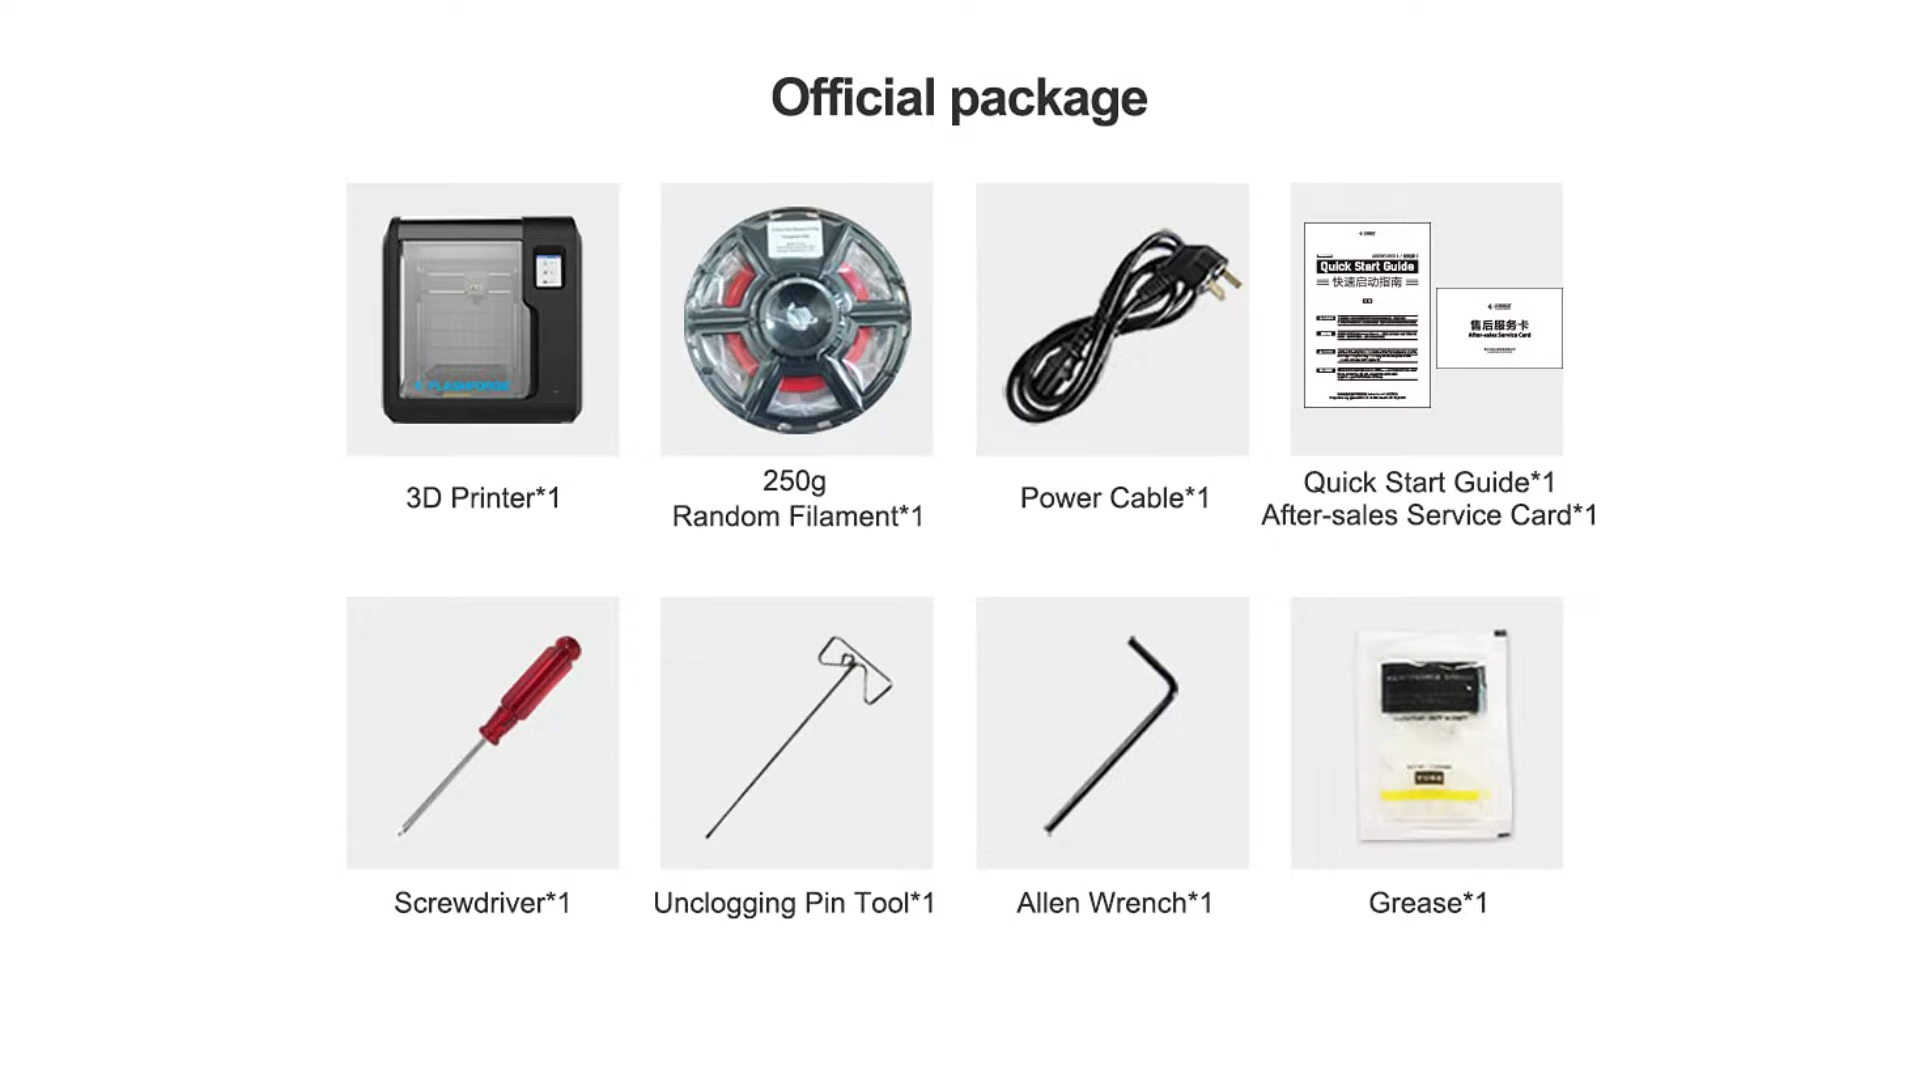 Official package
FLASHFORGE
Quick Start Guide
快速启动指南
售后服务卡
After-sales Service Card
3D Printer*1
250g
Random Filament*1
Power Cable*1
Quick Start Guide*1
After-sales Service Card*1
Screwdriver*1
Unclogging Pin Tool*1
Allen Wrench*1
Grease*1